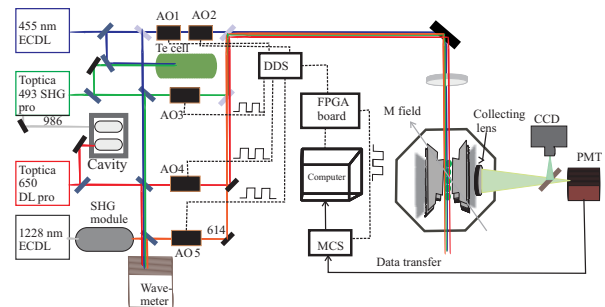 455 nm
ECDL
AO1
AO2
Te cell
DDS
Toptica
493 SHG
pro
AO3
986
Cavity
FPGA
board
M field
Collecting
lens
CCD
PMT
Toptica
650
DL pro
AO4
Computer
SHG
module
1228 nm
ECDL
614
AO5
MCS
Wave-
meter
Data transfer